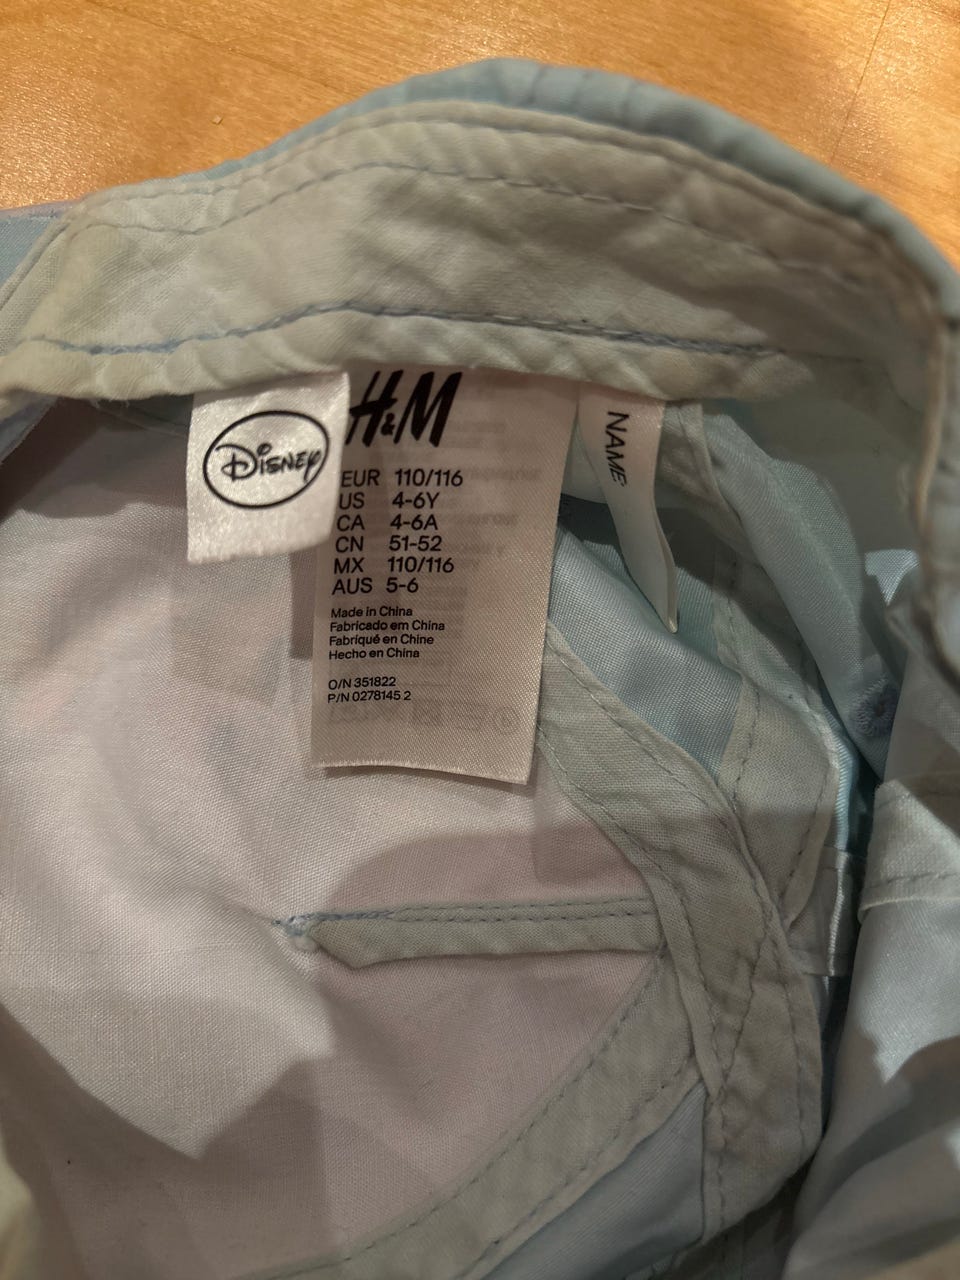 Disney
H&M
EUR 110/116
US 4-6Y
CA 4-6A
CN 51-52
MX 110/116
AUS 5-6
Made in China
Fabricado em China
Fabriqué en Chine
Hecho en China
O/N 351822
P/N 0278145 2
NAME